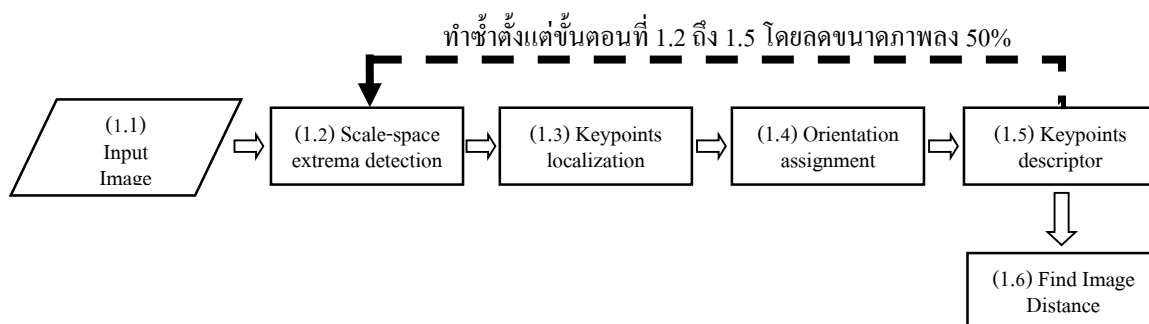 ทำซ้ำตั้งแต่ขั้นตอนที่ 1.2 ถึง 1.5 โดยลดขนาดภาพลง 50%
(1.1)
Input
Image
(1.2) Scale-space
extrema detection
(1.3) Keypoints
localization
(1.4) Orientation
assignment
(1.5) Keypoints
descriptor
(1.6) Find Image
Distance